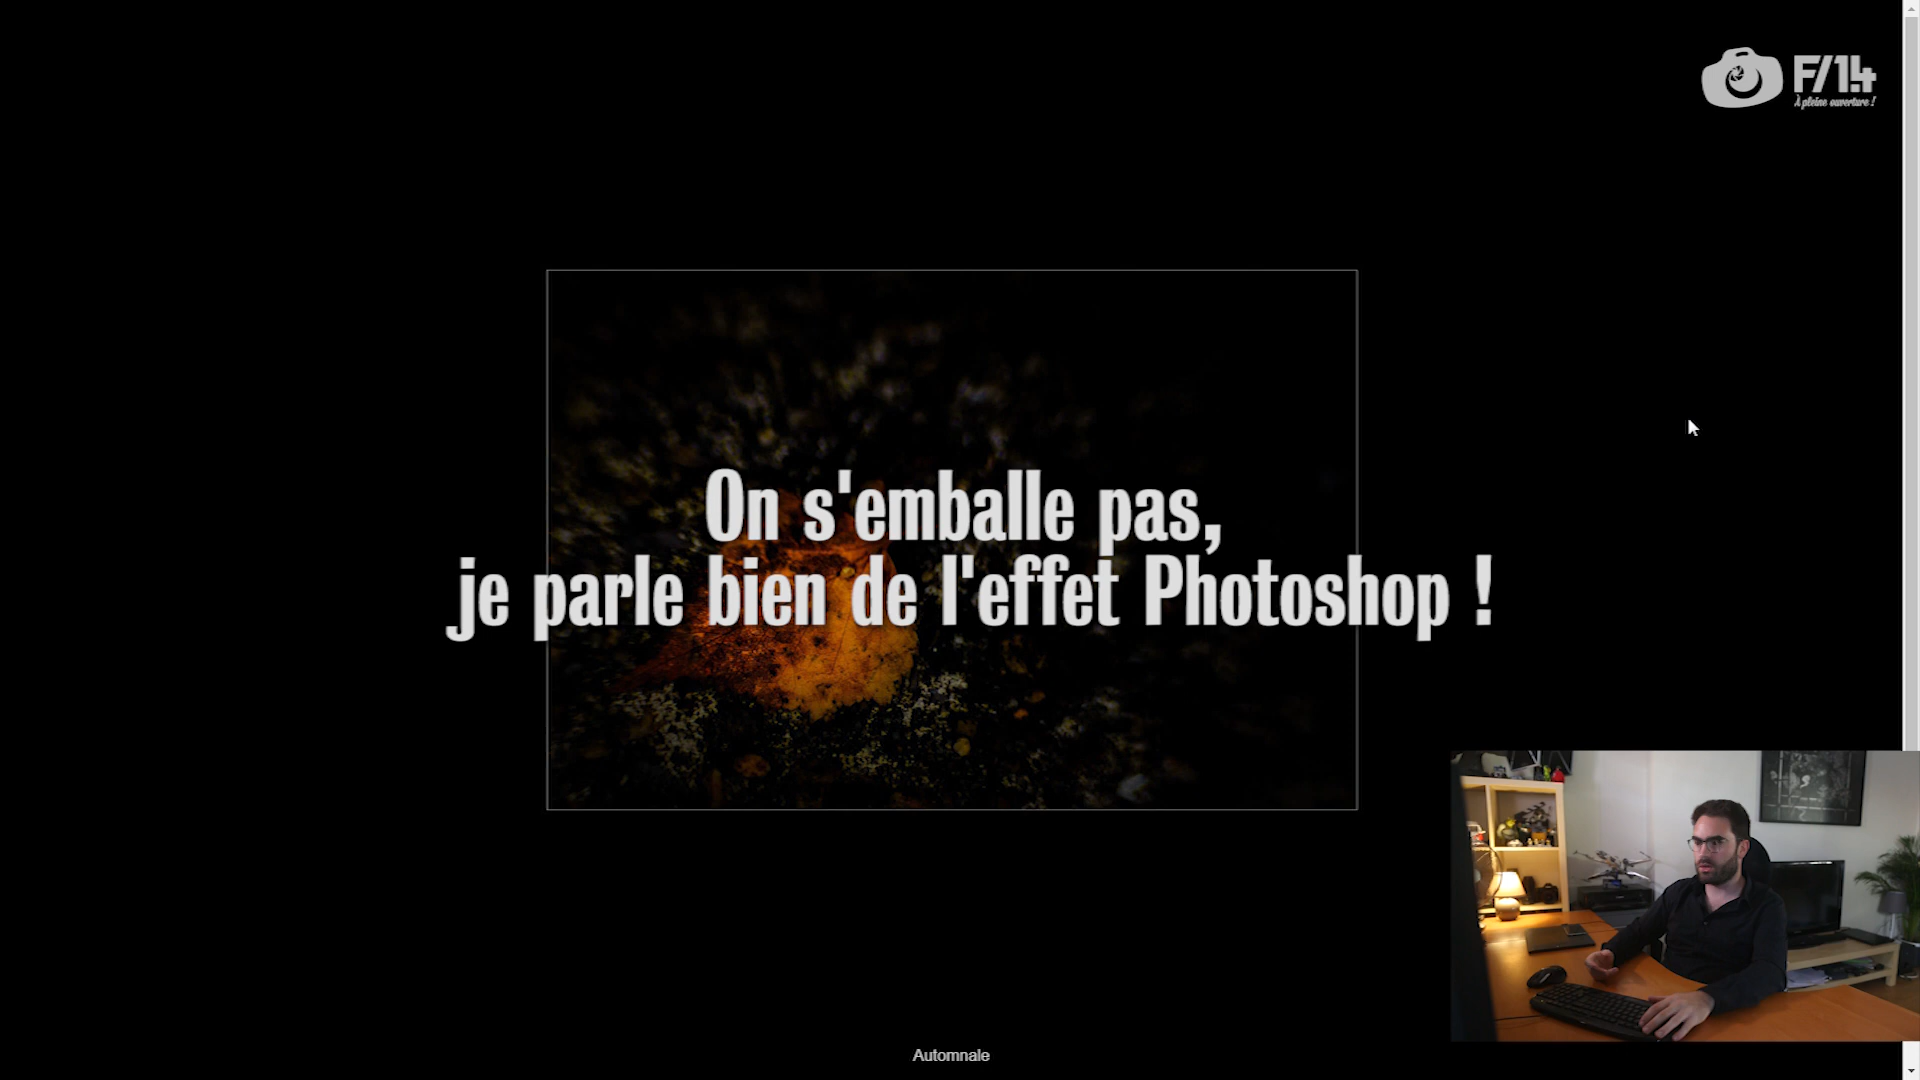 F/1.4
À pleine ouverture !
On s'emballe pas,
je parle bien de l'effet Photoshop !
Automnale